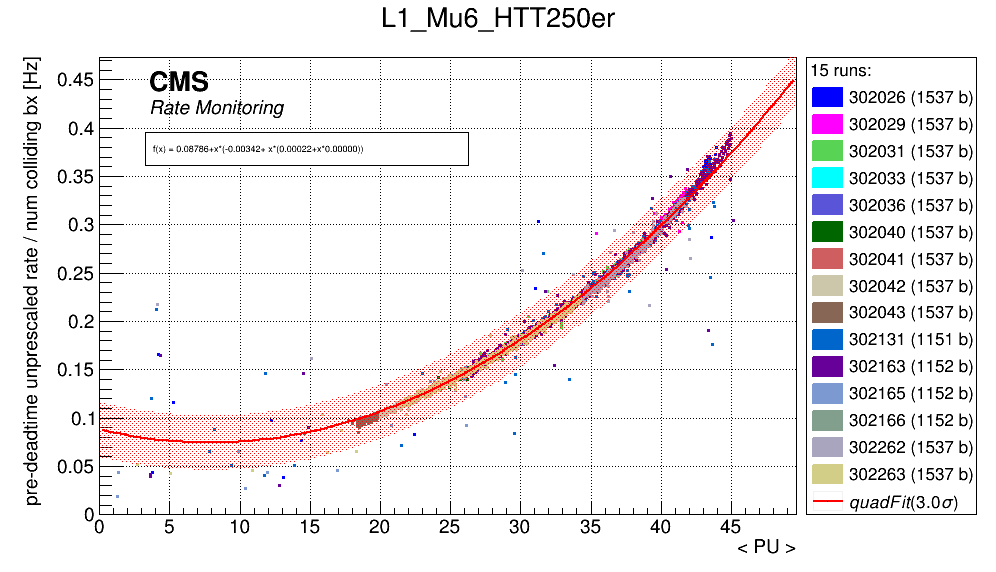 L1_Mu6_HTT250er
pre-deadtime unprescaled rate / num colliding bx [Hz]
0.45
0.4
0.35
0.3
0.25
0.2
0.15
0.1
0.05
0
CMS
Rate Monitoring
f(x) = 0.08786+x*(-0.00342+ x*(0.00022+x*0.00000))
0 5 10 15 20 25 30 35 40 45
< PU >
15 runs:
302026 (1537 b)
302029 (1537 b)
302031 (1537 b)
302033 (1537 b)
302036 (1537 b)
302040 (1537 b)
302041 (1537 b)
302042 (1537 b)
302043 (1537 b)
302131 (1151 b)
302163 (1152 b)
302165 (1152 b)
302166 (1152 b)
302262 (1537 b)
302263 (1537 b)
quadFit(3.0σ)